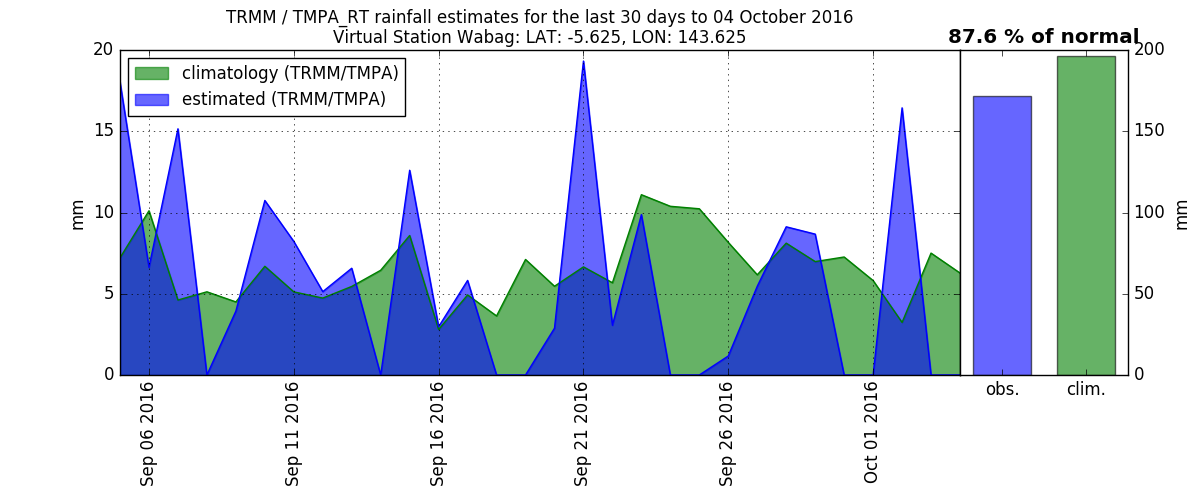 TRMM / TMPA_RT rainfall estimates for the last 30 days to 04 October 2016
Virtual Station Wabag: LAT: -5.625, LON: 143.625
87.6 % of normal
climatology (TRMM/TMPA)
estimated (TRMM/TMPA)
20
15
10
5
0
mm
Sep 06 2016
Sep 11 2016
Sep 16 2016
Sep 21 2016
Sep 26 2016
Oct 01 2016
obs.
clim.
200
150
100
50
0
mm